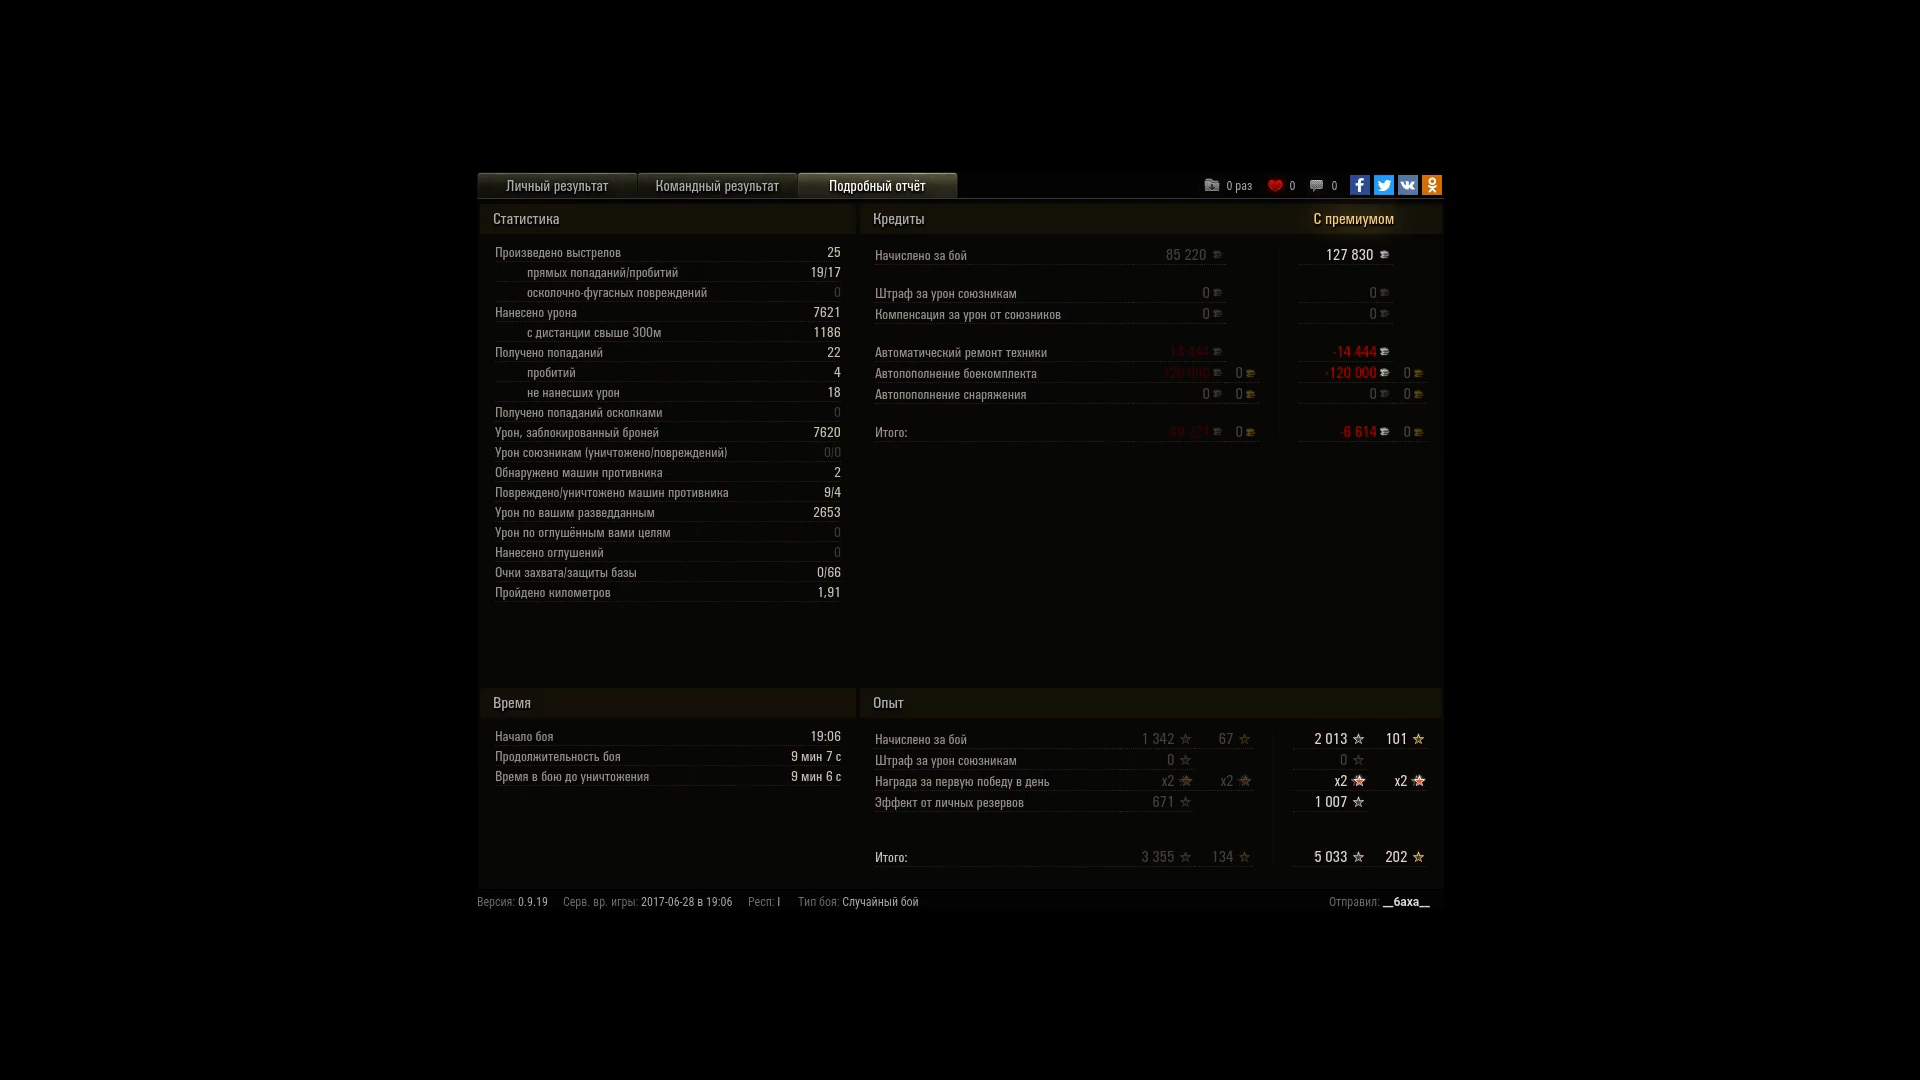 Личный результат Командный результат Подробный отчёт 0 раз 0 0
Статистика
Произведено выстрелов 25
прямых попаданий/пробитий 19/17
осколочно-фугасных повреждений 0
Нанесено урона 7621
с дистанции свыше 300м 1186
Получено попаданий 22
пробитий 4
не нанесших урон 18
Получено попаданий осколками 0
Урон, заблокированный броней 7620
Урон союзникам (уничтожено/повреждений) 0/0
Обнаружено машин противника 2
Повреждено/уничтожено машин противника 9/4
Урон по вашим разведданным 2653
Урон по оглушённым вами целям 0
Нанесено оглушений 0
Очки захвата/защиты базы 0/66
Пройдено километров 1,91
Кредиты С премиумом
Начислено за бой 85 220 127 830
Штраф за урон союзникам 0 0
Компенсация за урон от союзников 0 0
Автоматический ремонт техники -14 444 -14 444
Автопополнение боекомплекта -120 000 0 -120 000 0
Автопополнение снаряжения 0 0 0 0
Итого: -49 224 0 -6 614 0
Время
Начало боя 19:06
Продолжительность боя 9 мин 7 с
Время в бою до уничтожения 9 мин 6 с
Опыт
Начислено за бой 1 342 67 2 013 101
Штраф за урон союзникам 0 0
Награда за первую победу в день x2 x2 x2 x2
Эффект от личных резервов 671 1 007
Итого: 3 355 134 5 033 202
Версия: 0.9.19 Серв. вр. игры: 2017-06-28 в 19:06 Респ: I Тип боя: Случайный бой Отправил: __6axa__